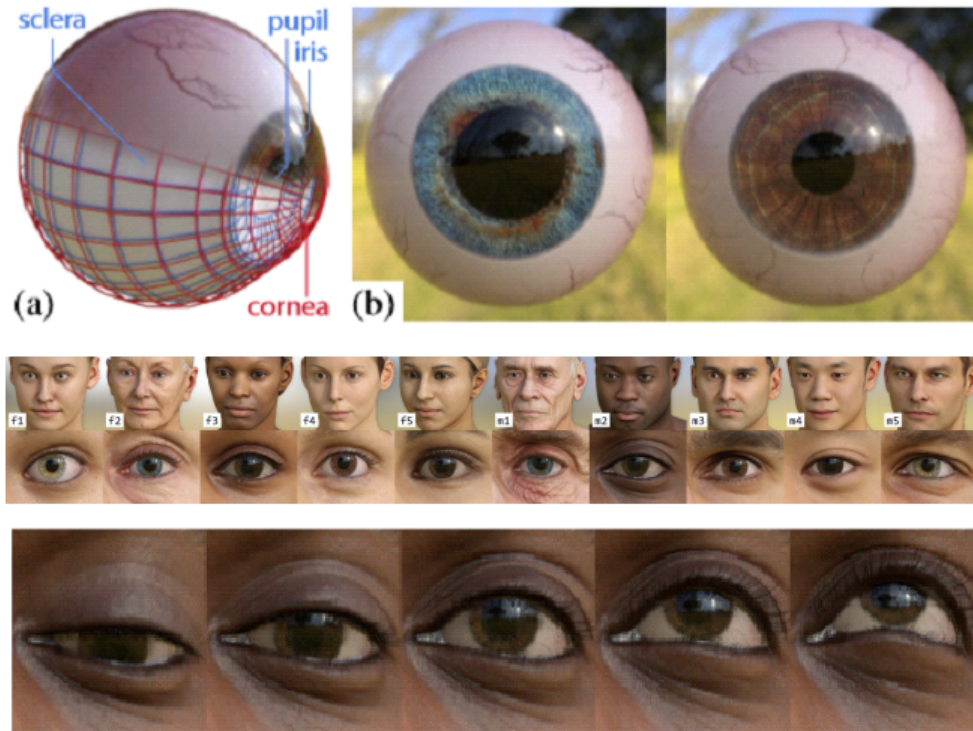 sclera
pupil
iris
(a)
cornea
(b)
f1 f2 f3 f4 f5 m1 m2 m3 m4 m5